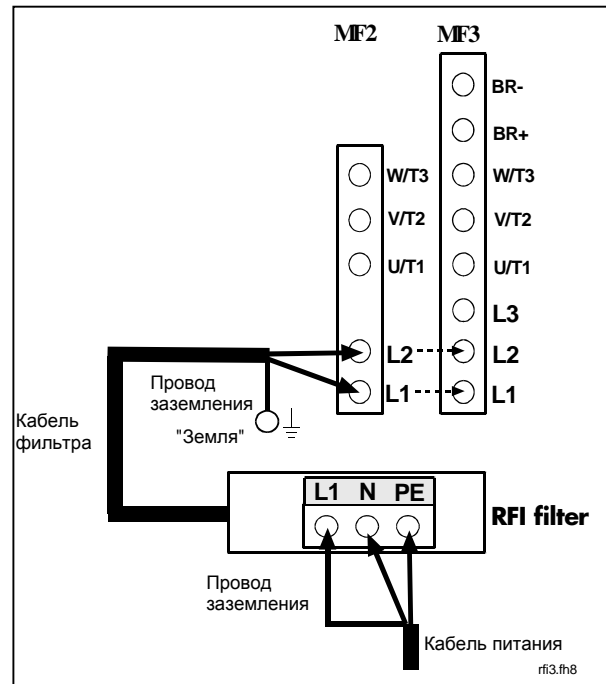 MF2 MF3
BR-
BR+
W/T3 W/T3
V/T2 V/T2
U/T1 U/T1
L3
L2 L2
L1 L1
Провод
заземления
"Земля"
Кабель
фильтра
L1 N PE
RFI filter
Провод
заземления
Кабель питания
rfi3.fh8